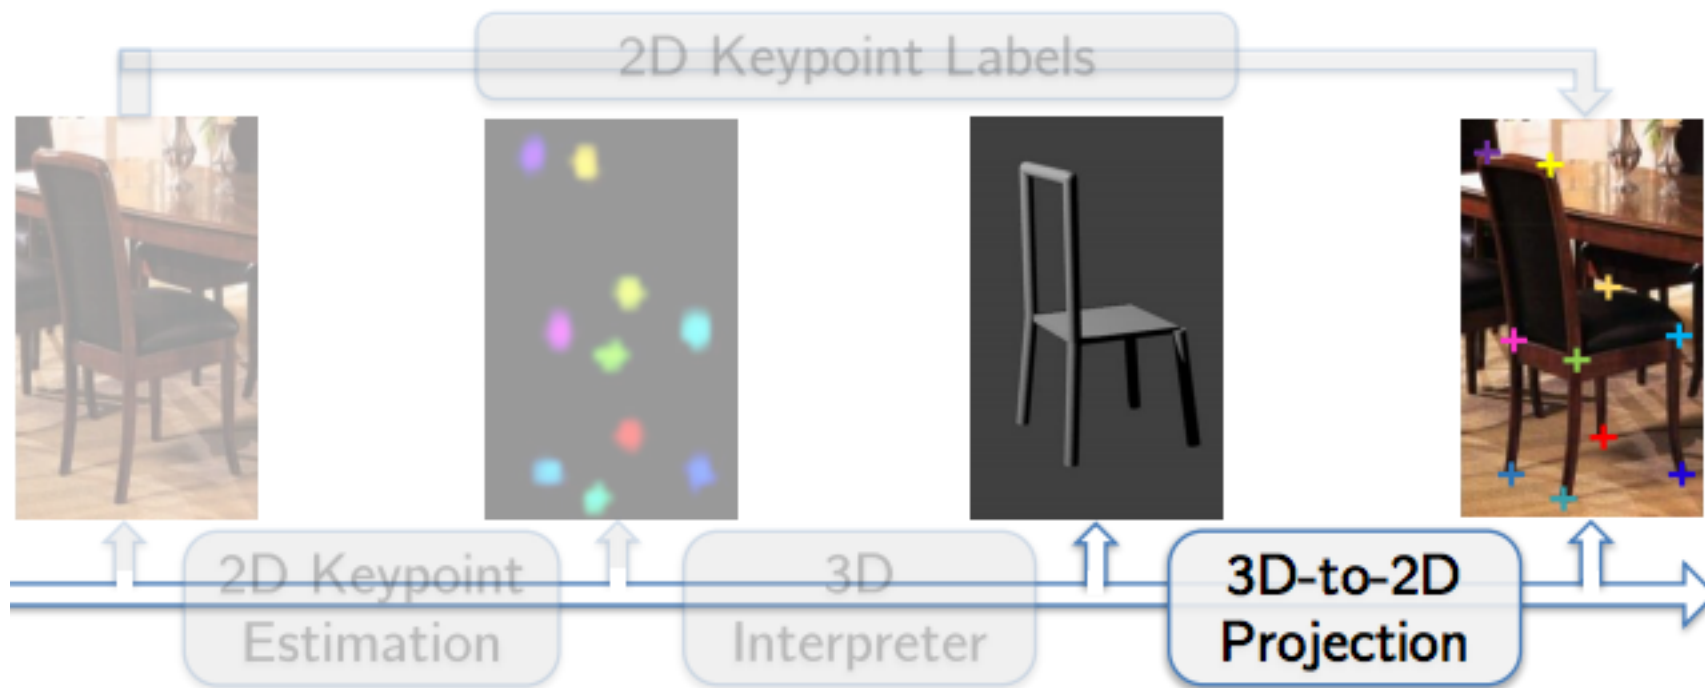 2D Keypoint Labels
2D Keypoint
Estimation
3D
Interpreter
3D-to-2D
Projection